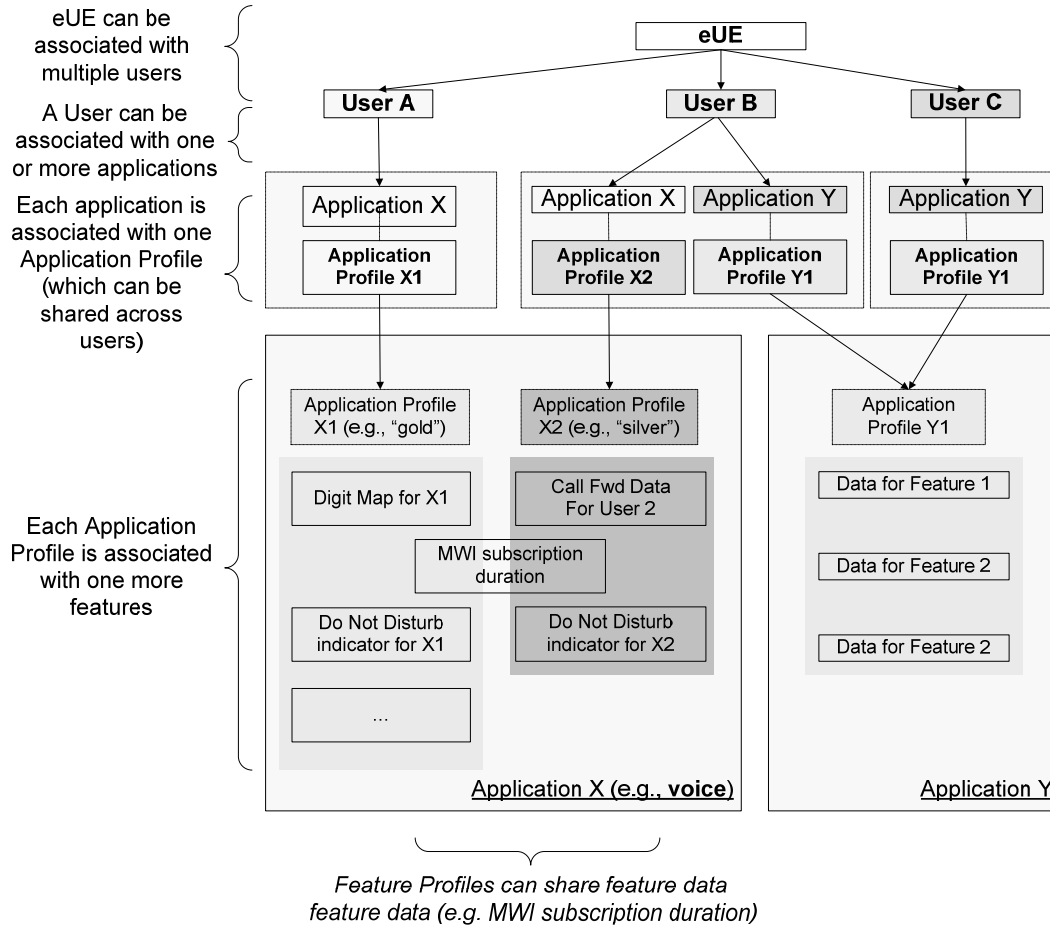 eUE can be
associated with
multiple users
eUE
User A
User B
User C
A User can be
associated with one
or more applications
Each application is
associated with one
Application Profile
(which can be
shared across
users)
Application X
Application X
Application Y
Application Y
Application
Profile X1
Application
Profile X2
Application
Profile Y1
Application
Profile Y1
Application Profile
X1 (e.g., “gold”)
Application Profile
X2 (e.g., “silver”)
Application
Profile Y1
Each Application
Profile is associated
with one more
features
Digit Map for X1
Call Fwd Data
For User 2
MWI subscription
duration
Do Not Disturb
indicator for X1
Do Not Disturb
indicator for X2
...
Data for Feature 1
Data for Feature 2
Data for Feature 2
Application X (e.g., voice)
Application Y
Feature Profiles can share feature data
feature data (e.g. MWI subscription duration)